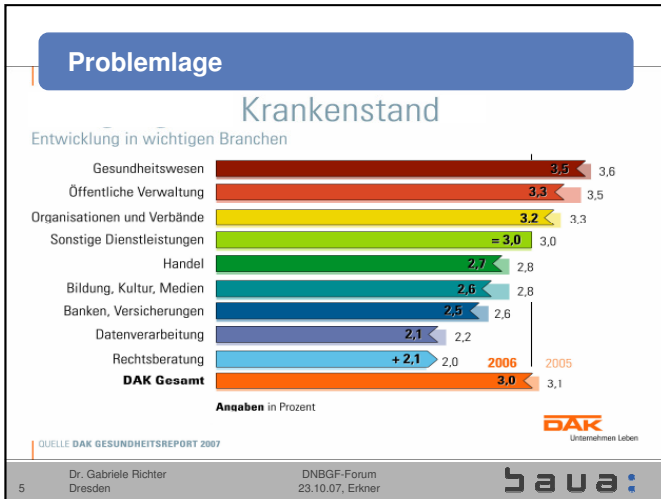 Problemlage
Krankenstand
Entwicklung in wichtigen Branchen
Gesundheitswesen 3,5 3,6
Öffentliche Verwaltung 3,3 3,5
Organisationen und Verbände 3.2 3,3
Sonstige Dienstleistungen = 3,0 3,0
Handel 2,7 2,8
Bildung, Kultur, Medien 2,6 2,8
Banken, Versicherungen 2,5 2,6
Datenverarbeitung 2,1 2,2
Rechtsberatung + 2,1 2,0 2006 2005
DAK Gesamt 3,0 3,1
Angaben in Prozent
DAK
Unternehmen Leben
QUELLE DAK GESUNDHEITSREPORT 2007
5 Dr. Gabriele Richter Dresden
DNBGF-Forum 23.10.07, Erkner
baua: